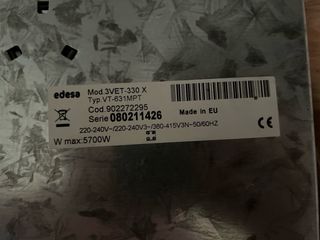 edesa
Mod.3VET-330 X
Typ.VT-631MPT
Cod.902272295
Serie 080211426
Made in EU
220-240V~/220-240V3~/380-415V3N~50/60HZ
W max:5700W
CE